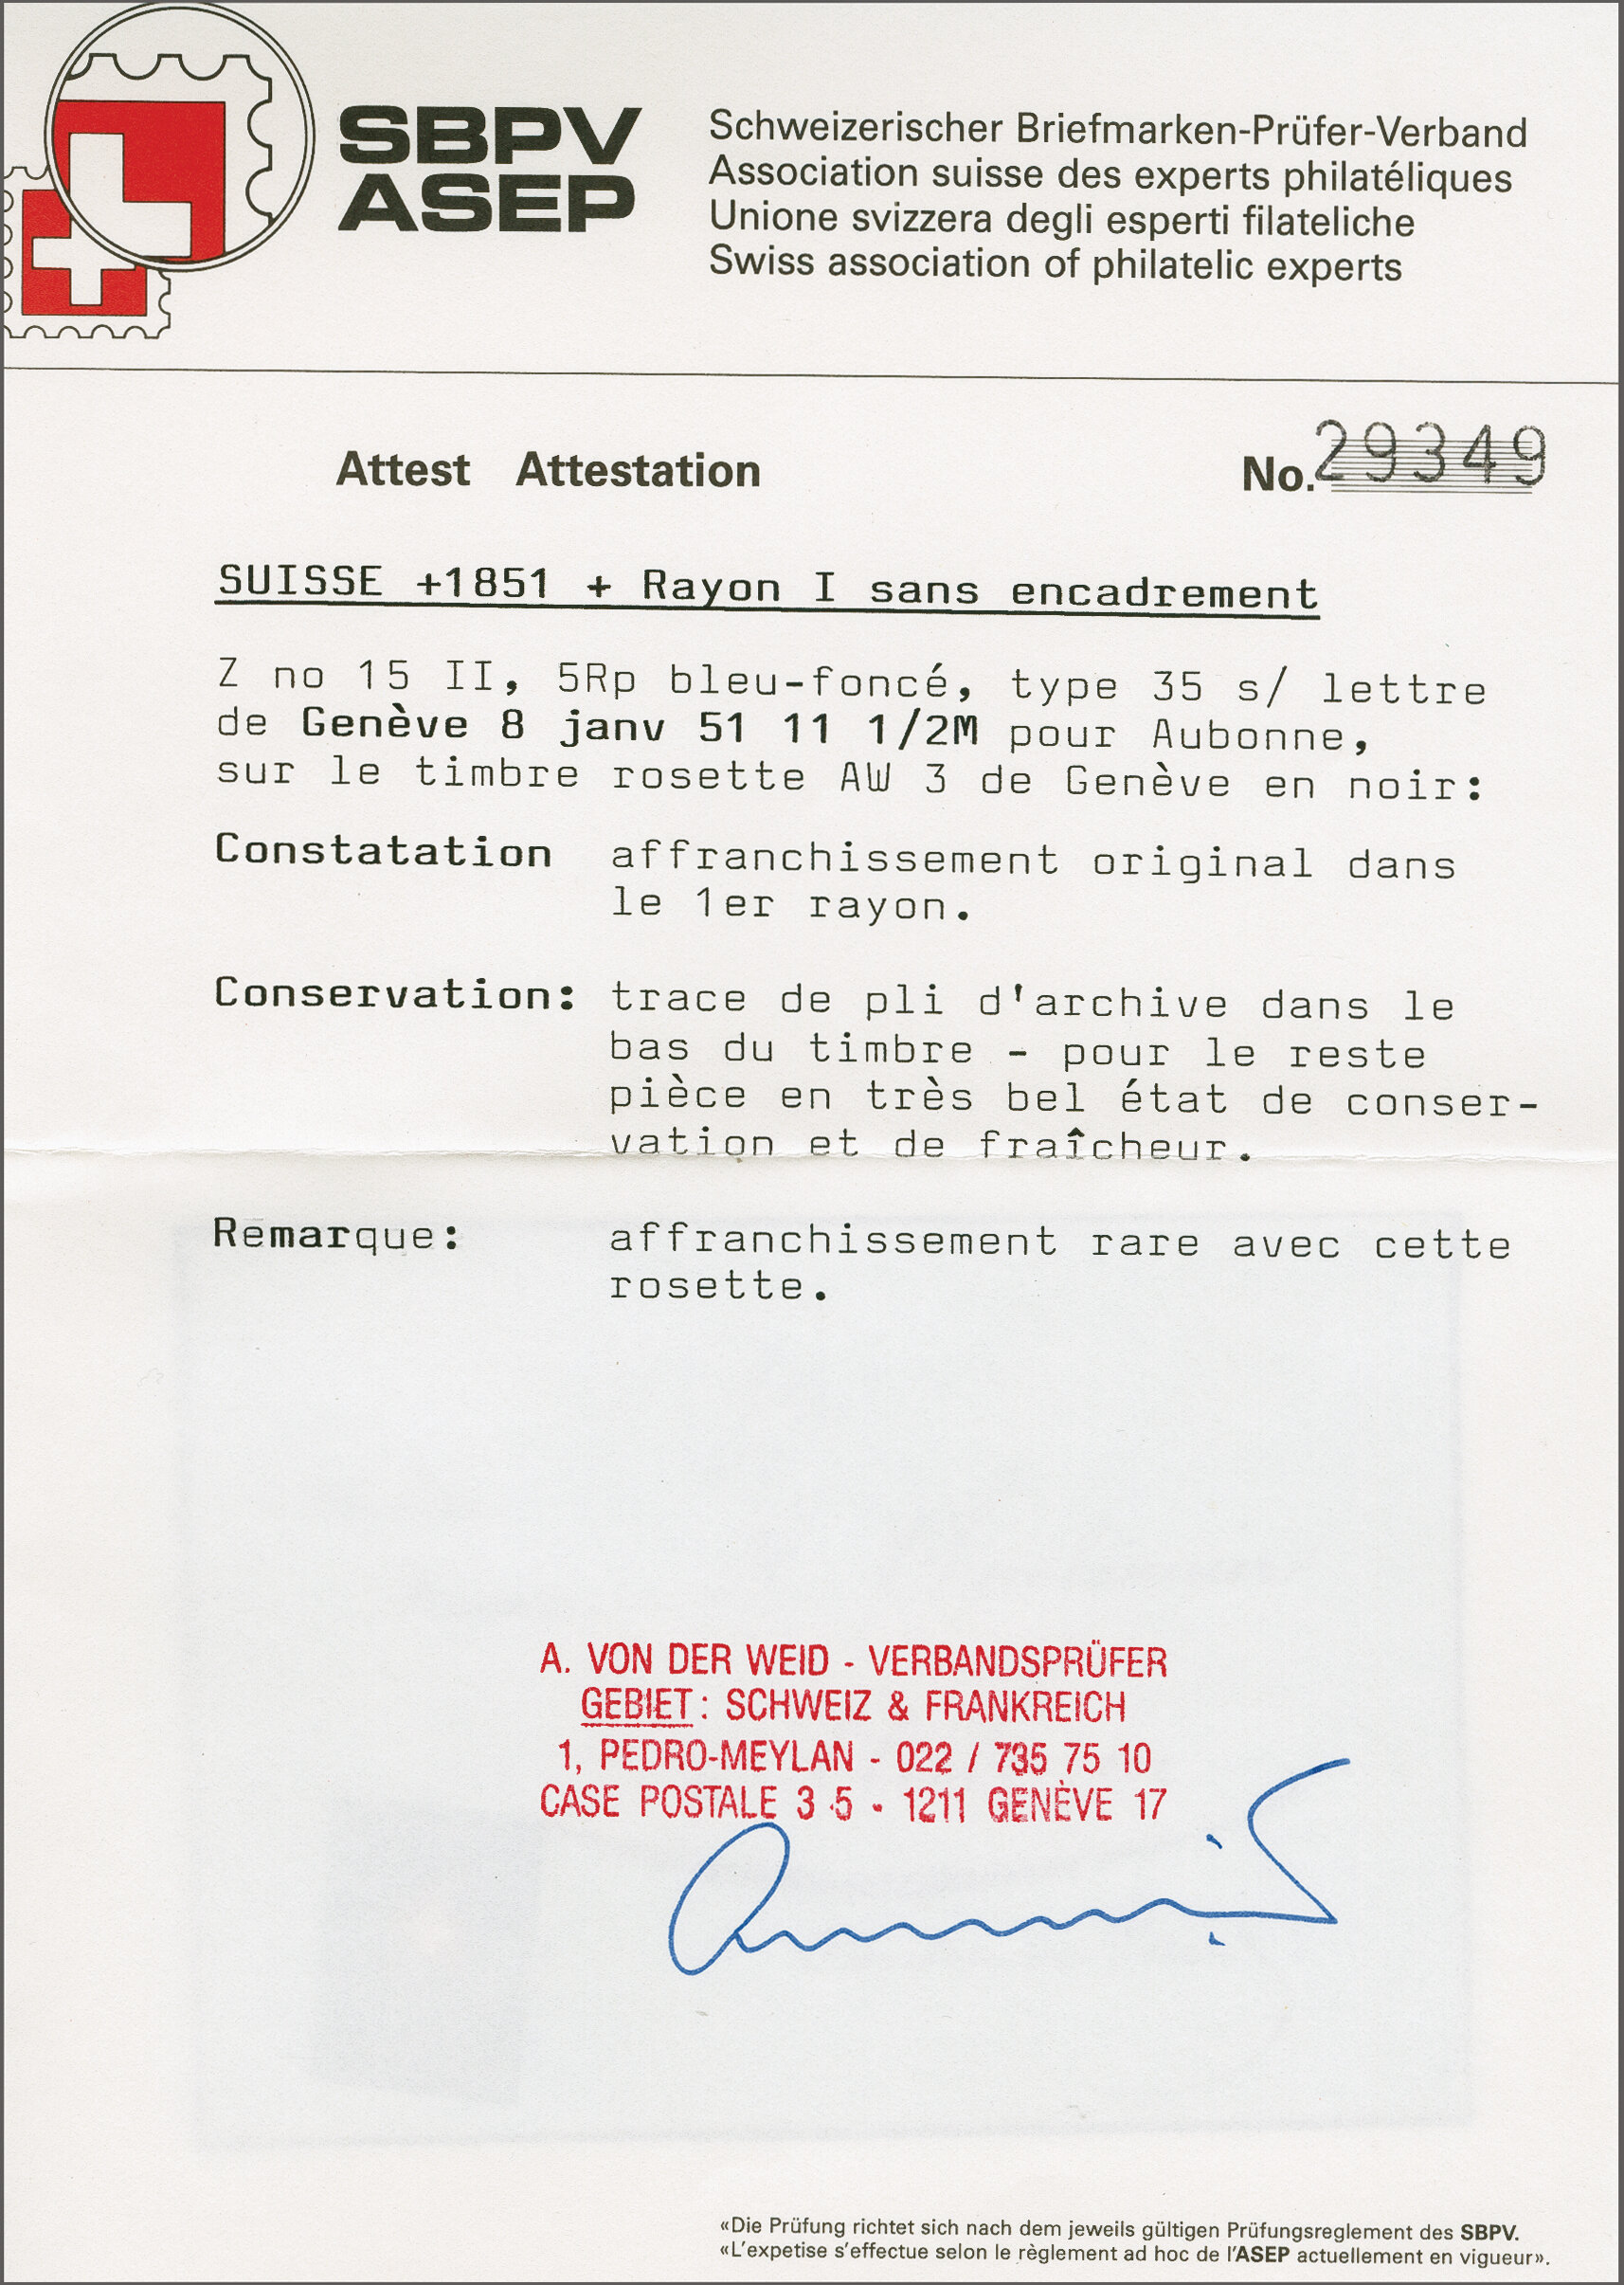 SBPV
ASEP
Schweizerischer Briefmarken-Prüfer-Verband
Association suisse des experts philatéliques
Unione svizzera degli esperti filateliche
Swiss association of philatelic experts
Attest Attestation
No. 29349
SUISSE +1851 + Rayon I sans encadrement
Z no 15 II, 5Rp bleu-foncé, type 35 s/ lettre
de Genève 8 janv 51 11 1/2M pour Aubonne,
sur le timbre rosette AW 3 de Genève en noir:
Constatation affranchissement original dans
le 1er rayon.
Conservation: trace de pli d'archive dans le
bas du timbre - pour le reste
pièce en très bel état de conser-
vation et de fraîcheur.
Remarque: affranchissement rare avec cette
rosette.
A. VON DER WEID - VERBANDSPRÜFER
GEBIET: SCHWEIZ & FRANKREICH
1, PEDRO-MEYLAN - 022 / 735 75 10
CASE POSTALE 3 5 - 1211 GENÈVE 17
«Die Prüfung richtet sich nach dem jeweils gültigen Prüfungsreglement des SBPV.
«L'expetise s'effectue selon le règlement ad hoc de l'ASEP actuellement en vigueur».